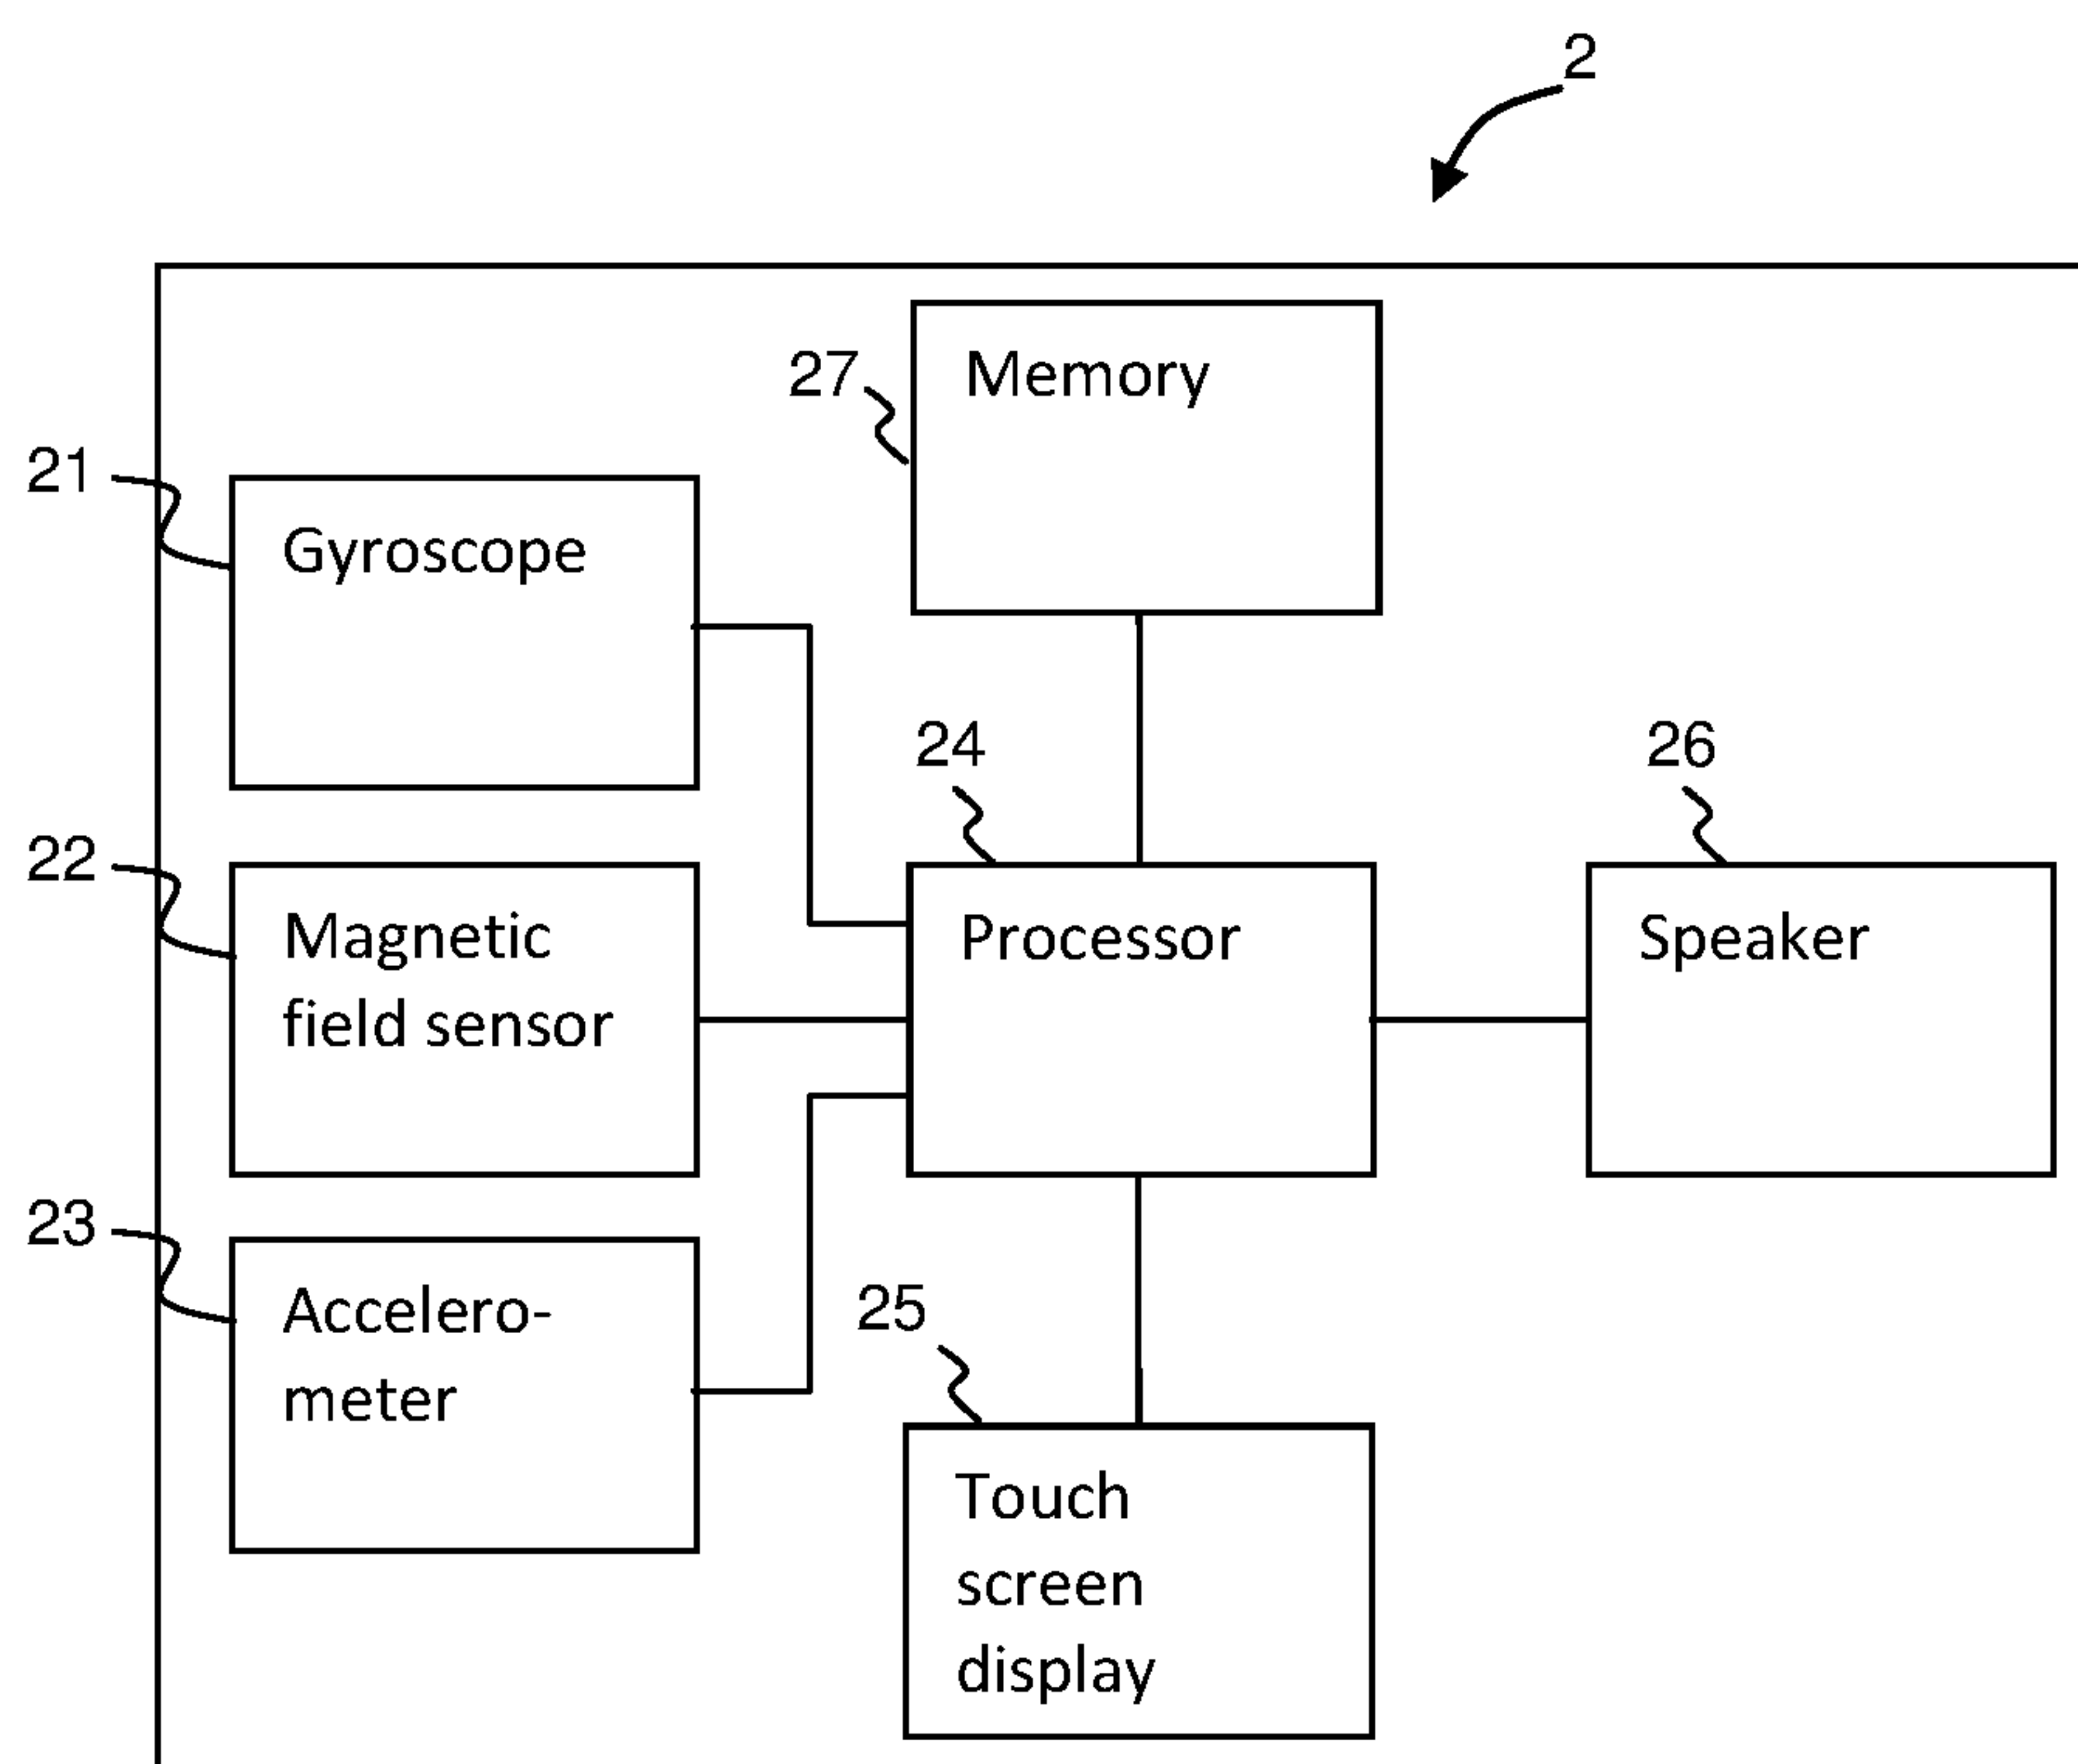 2
27
Memory
21
Gyroscope
24
26
22
Magnetic
field sensor
Processor
Speaker
23
Accelero-
meter
25
Touch
screen
display